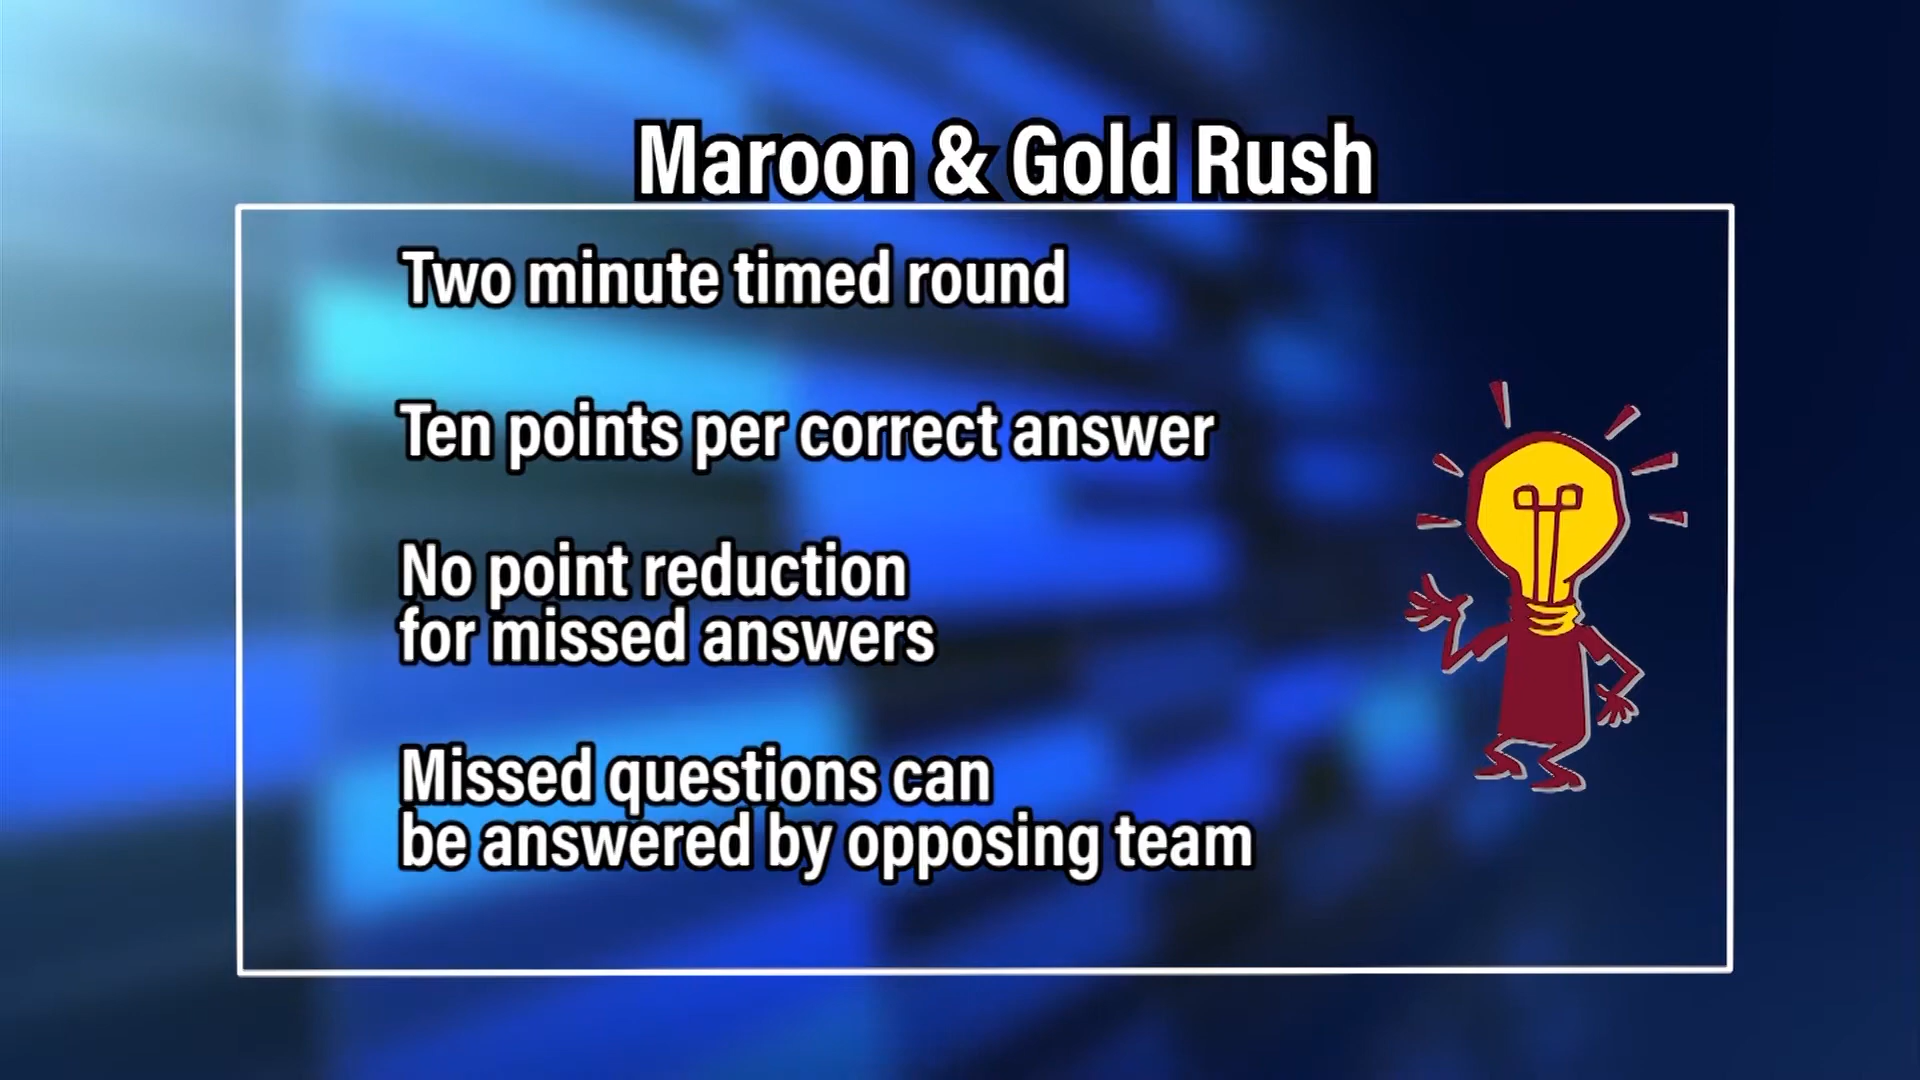 Maroon & Gold Rush
Two minute timed round
Ten points per correct answer
No point reduction
for missed answers
Missed questions can
be answered by opposing team